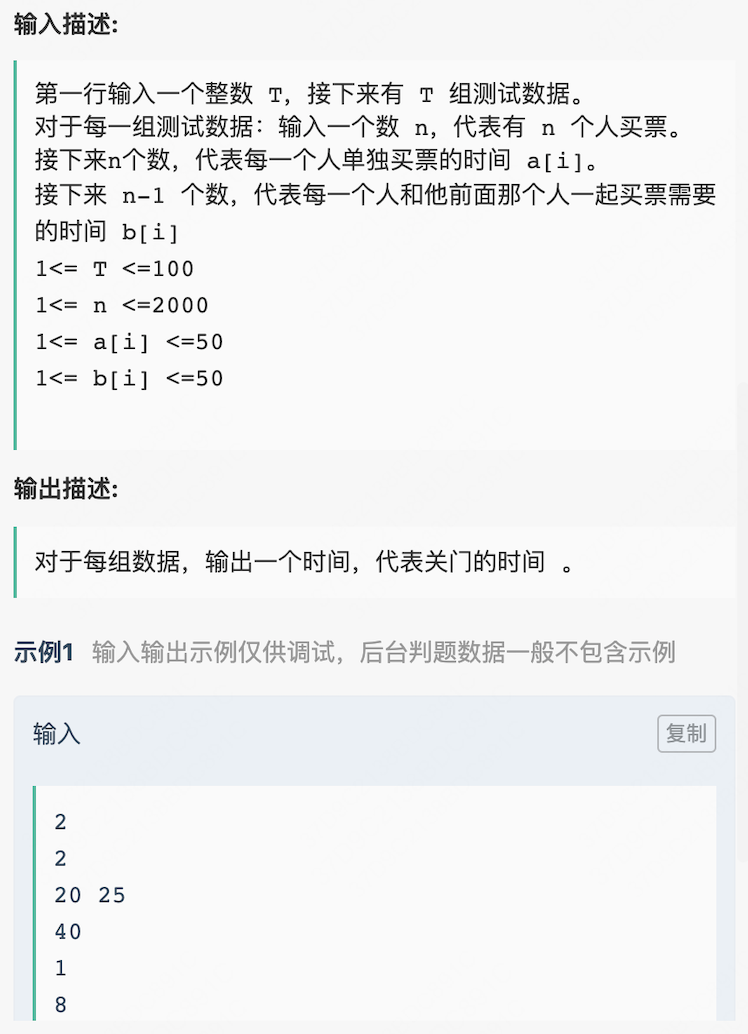 输入描述:
第一行输入一个整数 T，接下来有 T 组测试数据。
对于每一组测试数据：输入一个数 n，代表有 n 个人买票。
接下来n个数，代表每一个人单独买票的时间 a[i]。
接下来 n-1 个数，代表每一个人和他前面那个人一起买票需要
的时间 b[i]
1<= T <=100
1<= n <=2000
1<= a[i] <=50
1<= b[i] <=50
输出描述:
对于每组数据，输出一个时间，代表关门的时间 。
示例1 输入输出示例仅供调试，后台判题数据一般不包含示例
输入 复制
2
2
20 25
40
1
8